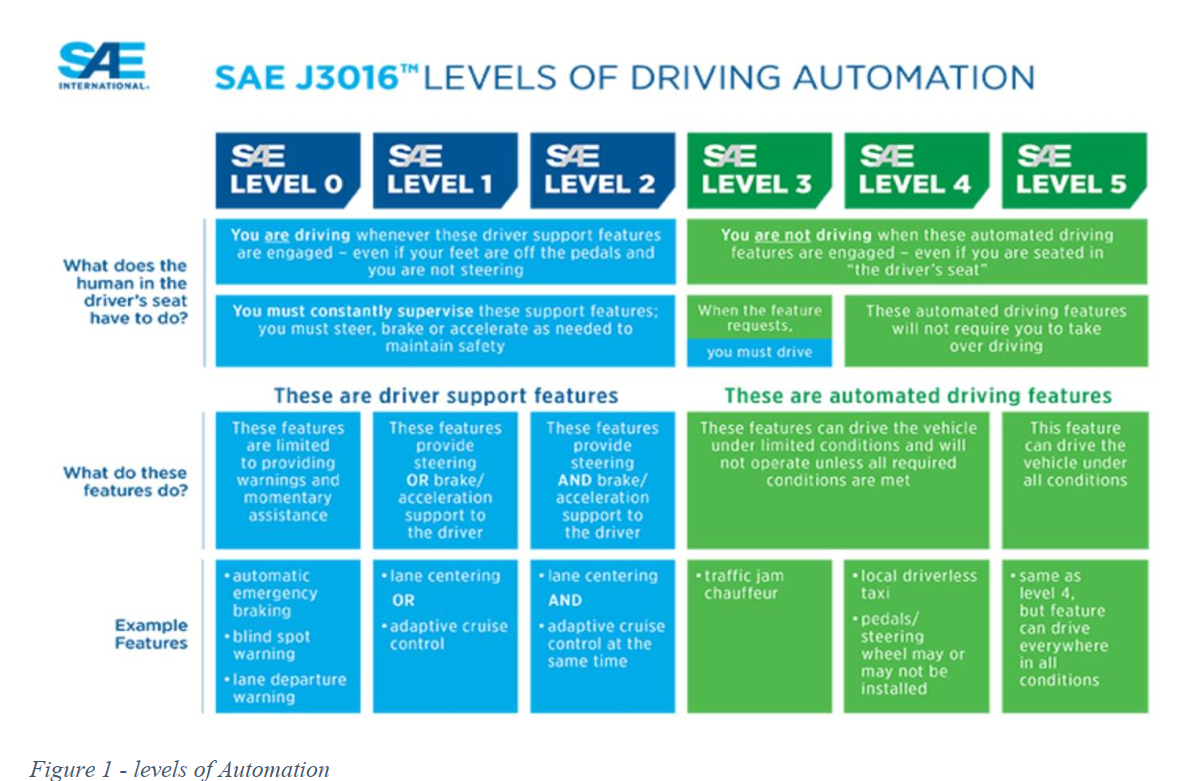 SAE
INTERNATIONAL®
SAE J3016™ LEVELS OF DRIVING AUTOMATION
SAE
LEVEL 0
SAE
LEVEL 1
SAE
LEVEL 2
SAE
LEVEL 3
SAE
LEVEL 4
SAE
LEVEL 5
What does the
human in the
driver's seat
have to do?
You are driving whenever these driver support features
are engaged – even if your feet are off the pedals and
you are not steering
You are not driving when these automated driving
features are engaged – even if you are seated in
"the driver's seat"
You must constantly supervise these support features;
you must steer, brake or accelerate as needed to
maintain safety
When the feature
requests,
you must drive
These automated driving features
will not require you to take
over driving
These are driver support features
These are automated driving features
What do these
features do?
These features
are limited
to providing
warnings and
momentary
assistance
These features
provide
steering
OR brake/
acceleration
support to
the driver
These features
provide
steering
AND brake/
acceleration
support to
the driver
These features can drive the vehicle
under limited conditions and will
not operate unless all required
conditions are met
This feature
can drive the
vehicle under
all conditions
Example
Features
• automatic
emergency
braking
• blind spot
warning
• lane departure
warning
• lane centering
OR
• adaptive cruise
control
• lane centering
AND
• adaptive cruise
control at the
same time
• traffic jam
chauffeur
• local driverless
taxi
• pedals/
steering
wheel may or
may not be
installed
• same as
level 4,
but feature
can drive
everywhere
in all
conditions
Figure 1 - levels of Automation